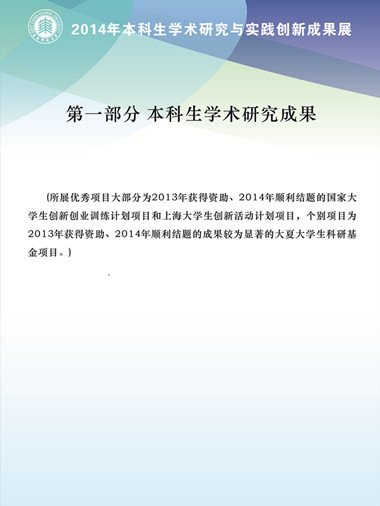 2014年本科生学术研究与实践创新成果展
第一部分 本科生学术研究成果
(所展优秀项目大部分为2013年获得资助、2014年顺利结题的国家大
学生创新创业训练计划项目和上海大学生创新活动计划项目，个别项目为
2013年获得资助、2014年顺利结题的成果较为显著的大夏大学生科研基
金项目。)